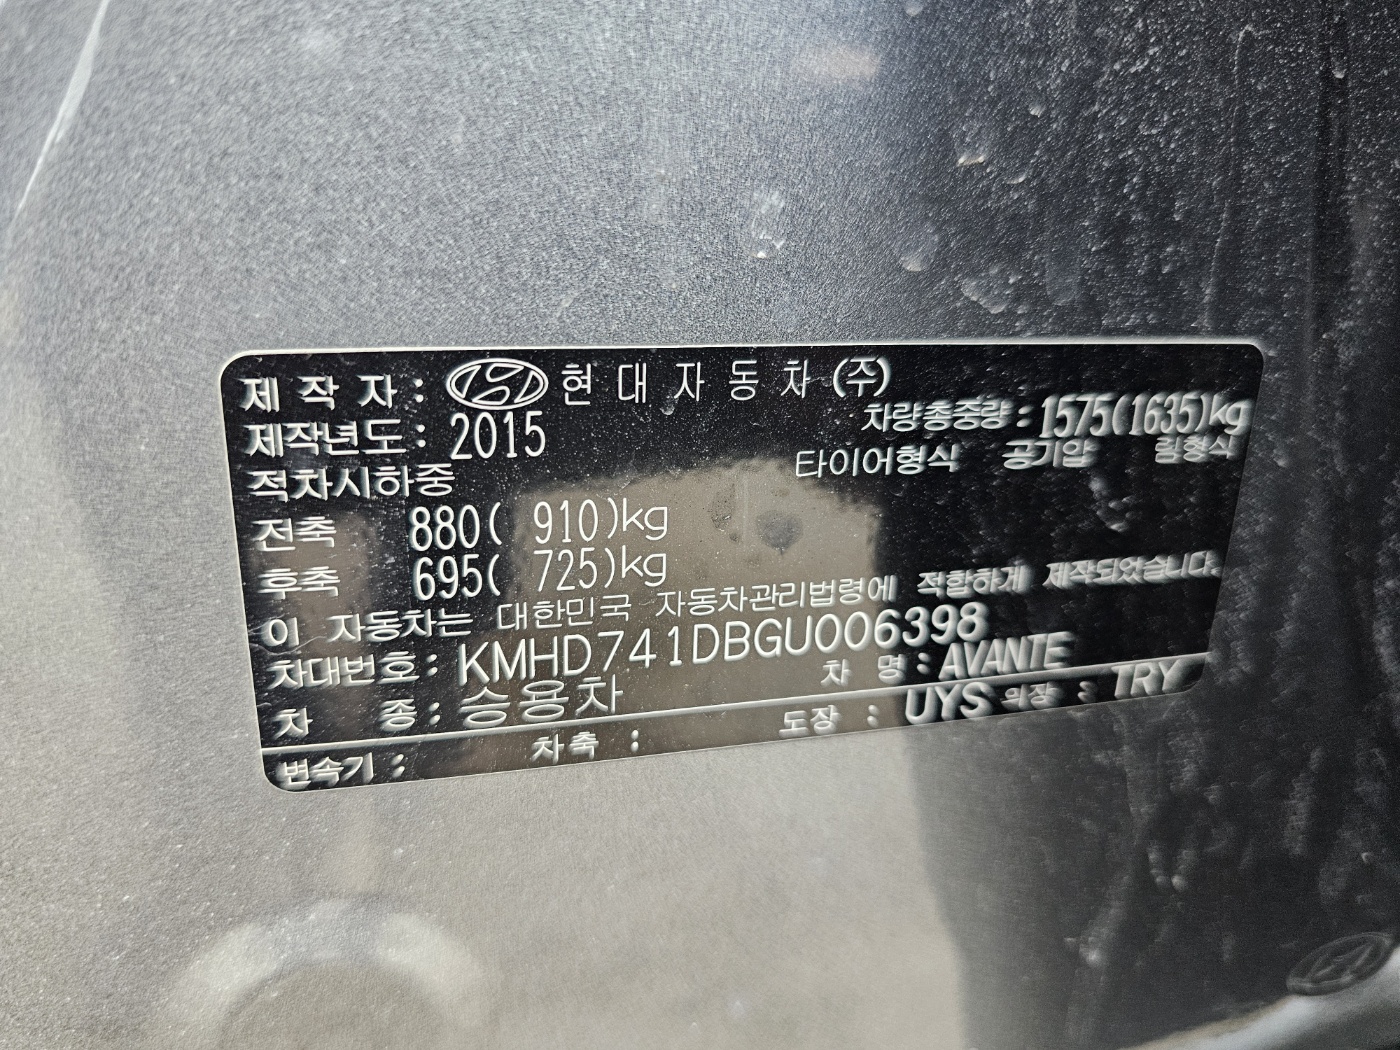 제 작 자 : 현 대 자 동 차 (주)
제작년도 : 2015
차량총중량 : 1575(1635)kg
적차시하중
타이어형식 공기압 림형식
전축 880( 910)kg
후축 695( 725)kg
이 자동차는 대한민국 자동차관리법령에 적합하게 제작되었습니다.
차대번호 : KMHD741DBGU006398
차 종 : 승용차 차 명 : AVANTE
변속기 : 차축 : 도장 : UYS 의장 : TRY